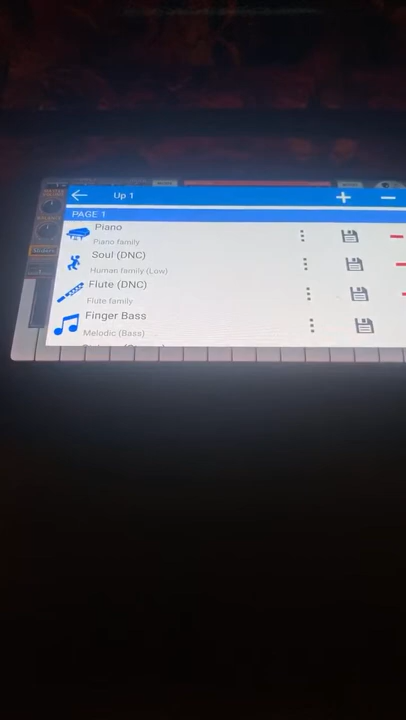 Up 1
PAGE 1
Piano
Piano family
Soul (DNC)
Human family (Low)
Flute (DNC)
Flute family
Finger Bass
Melodic (Bass)